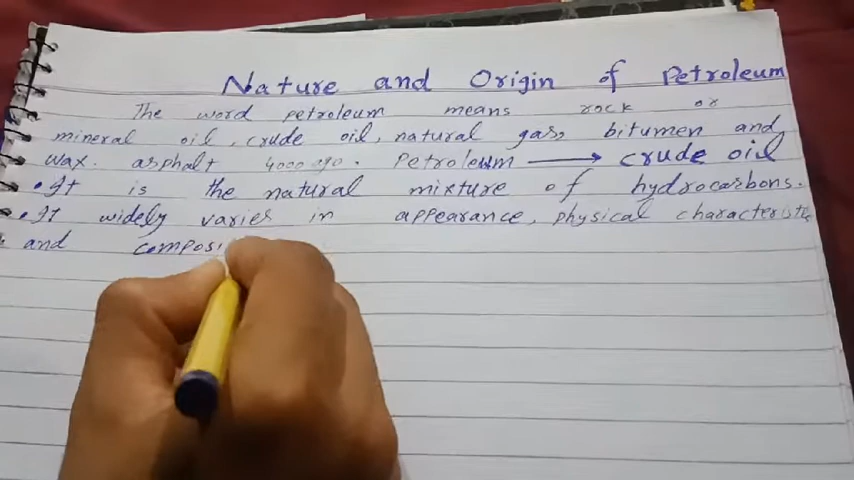 Nature and Origin of Petroleum
The word petroleum means rock or
mineral oil, crude oil, natural gas, bitumen and
wax. asphalt 4000 ago. Petroleum → crude oil
• It is the natural mixture of hydrocarbons.
• It widely varies in appearance, physical characteristic
and composi